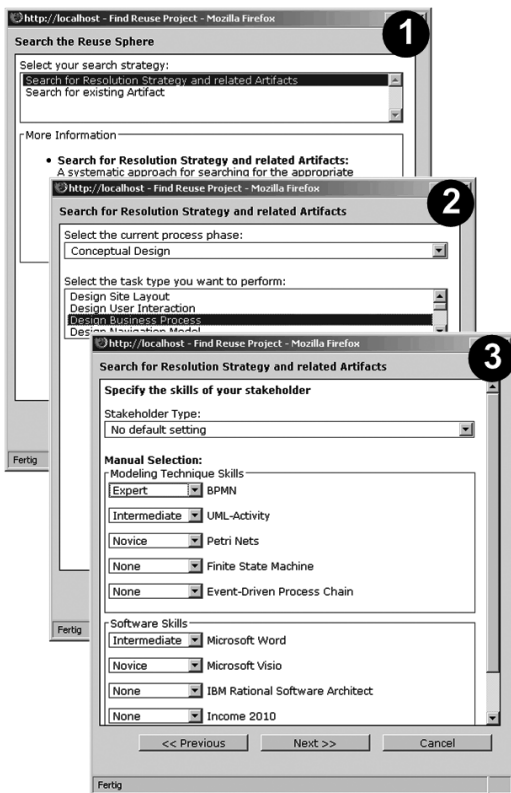 http://localhost - Find Reuse Project - Mozilla Firefox
1
Search the Reuse Sphere
Select your search strategy:
Search for Resolution Strategy and related Artifacts
Search for existing Artifact
More Information
• Search for Resolution Strategy and related Artifacts:
A systematic approach for searching for the appropriate
Fertig
http://localhost - Find Reuse Project - Mozilla Firefox
2
Search for Resolution Strategy and related Artifacts
Select the current process phase:
Conceptual Design
Select the task type you want to perform:
Design Site Layout
Design User Interaction
Design Business Process
Design Navigation Model
Fertig
http://localhost - Find Reuse Project - Mozilla Firefox
3
Search for Resolution Strategy and related Artifacts
Specify the skills of your stakeholder
Stakeholder Type:
No default setting
Manual Selection:
Modeling Technique Skills
Expert BPMN
Intermediate UML-Activity
Novice Petri Nets
None Finite State Machine
None Event-Driven Process Chain
Software Skills
Intermediate Microsoft Word
Novice Microsoft Visio
None IBM Rational Software Architect
None Income 2010
<< Previous Next >> Cancel
Fertig